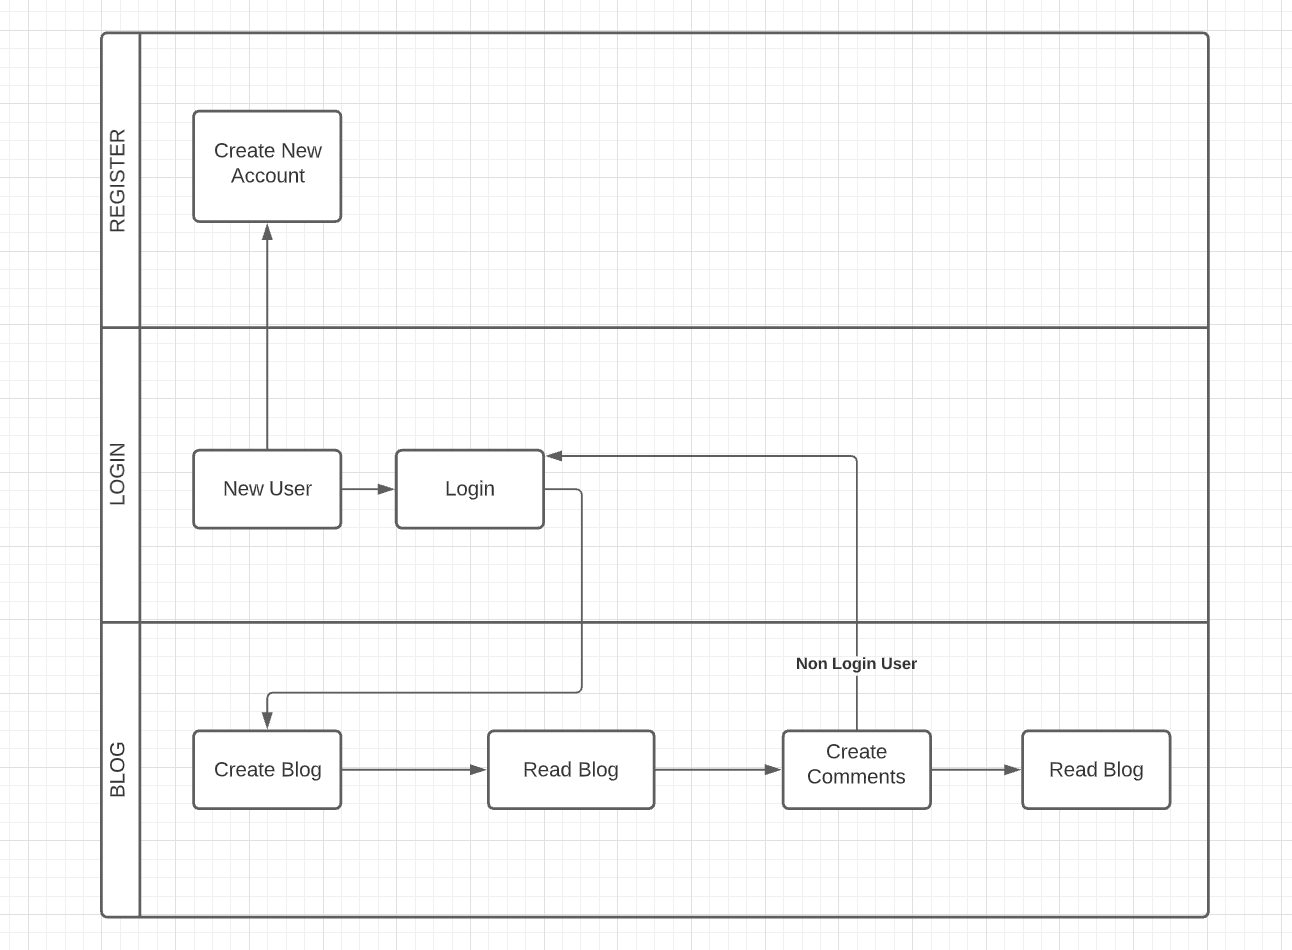 REGISTER
Create New
Account
LOGIN
New User
Login
BLOG
Non Login User
Create Blog
Read Blog
Create
Comments
Read Blog